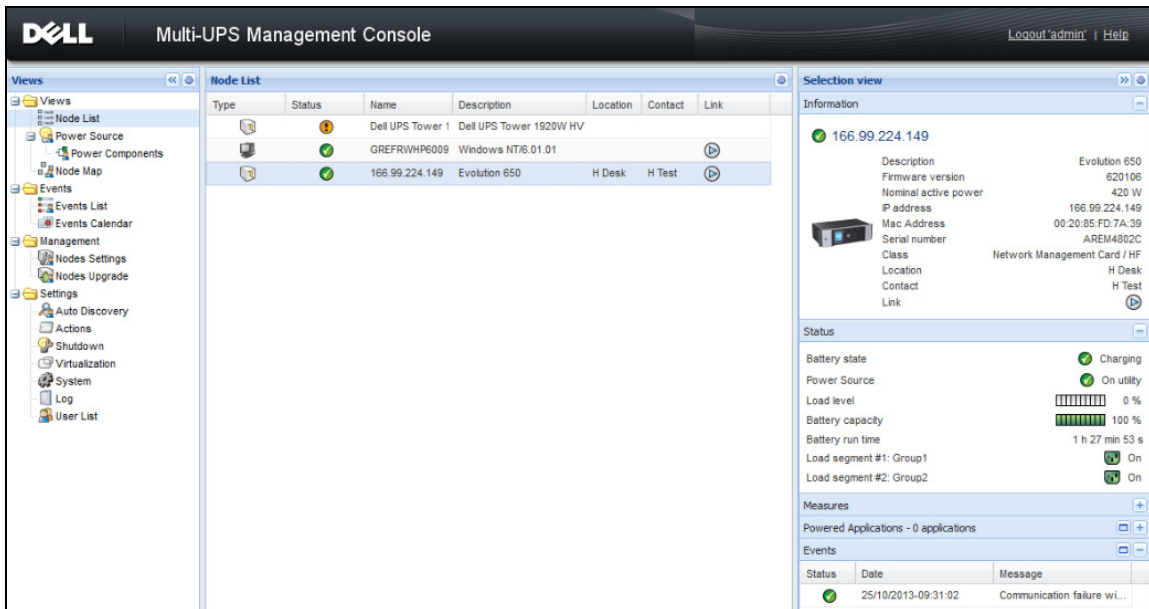 DELL Multi-UPS Management Console Logout 'admin' | Help
Views
Views
Node List
Power Source
Power Components
Node Map
Events
Events List
Events Calendar
Management
Nodes Settings
Nodes Upgrade
Settings
Auto Discovery
Actions
Shutdown
Virtualization
System
Log
User List
Node List
Type Status Name Description Location Contact Link
Dell UPS Tower 1 Dell UPS Tower 1920W HV
GREFRWHP6009 Windows NT/6.01.01
166.99.224.149 Evolution 650 H Desk H Test
Selection view
Information
166.99.224.149
Description Evolution 650
Firmware version 620106
Nominal active power 420 W
IP address 166.99.224.149
Mac Address 00:20:85:FD:7A:39
Serial number AREM4802C
Class Network Management Card / HF
Location H Desk
Contact H Test
Link
Status
Battery state Charging
Power Source On utility
Load level 0 %
Battery capacity 100 %
Battery run time 1 h 27 min 53 s
Load segment #1: Group1 On
Load segment #2: Group2 On
Measures
Powered Applications - 0 applications
Events
Status Date Message
25/10/2013-09:31:02 Communication failure wi...